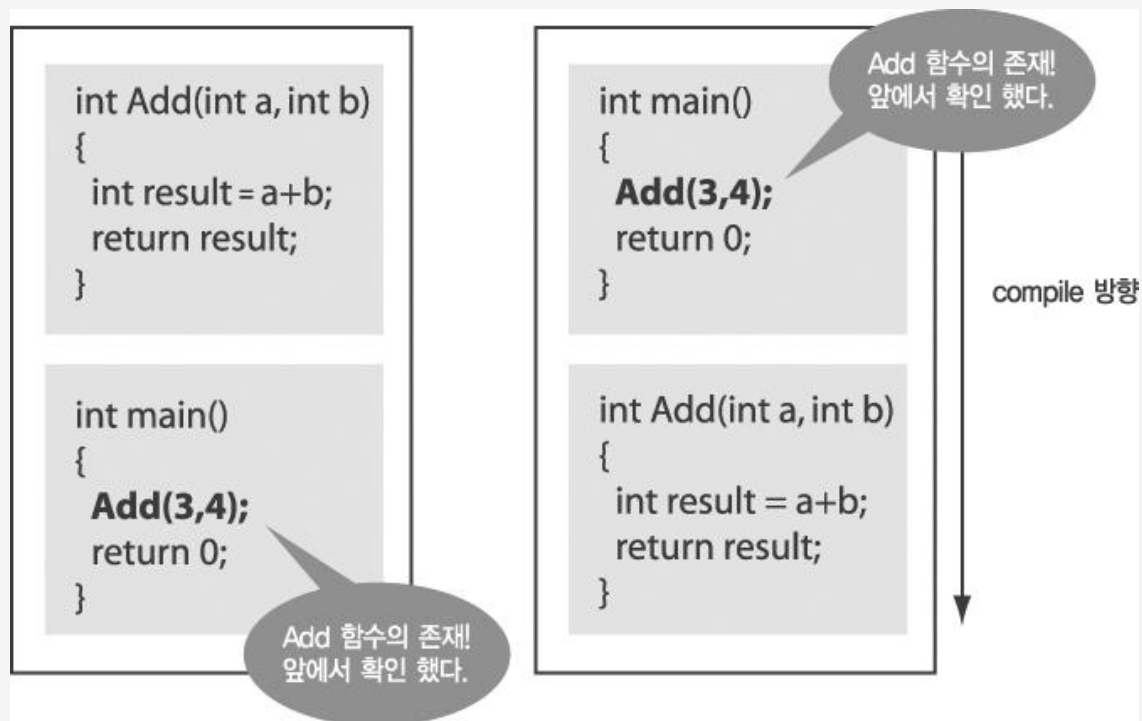 int Add(int a, int b)
{
int result = a+b;
return result;
}
int main()
{
Add(3,4);
return 0;
}
Add 함수의 존재!
앞에서 확인 했다.
int main()
{
Add(3,4);
return 0;
}
Add 함수의 존재!
앞에서 확인 했다.
int Add(int a, int b)
{
int result = a+b;
return result;
}
compile 방향